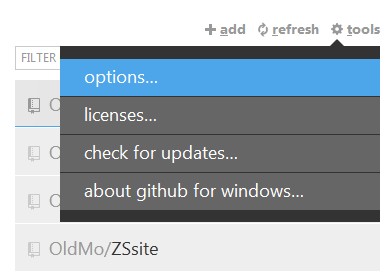 add refresh tools
FILTER
options...
O
licenses...
O
check for updates...
O
about github for windows...
OldMo/ZSsite